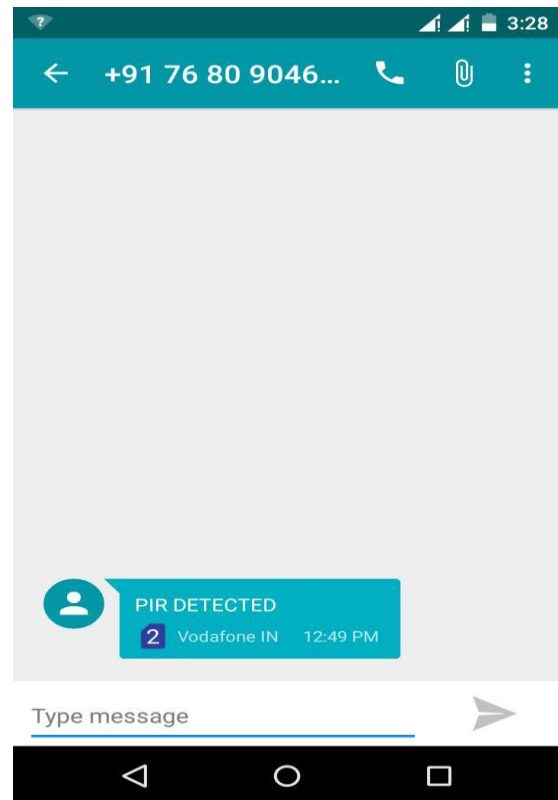 3:28
+91 76 80 9046...
PIR DETECTED
2 Vodafone IN 12:49 PM
Type message